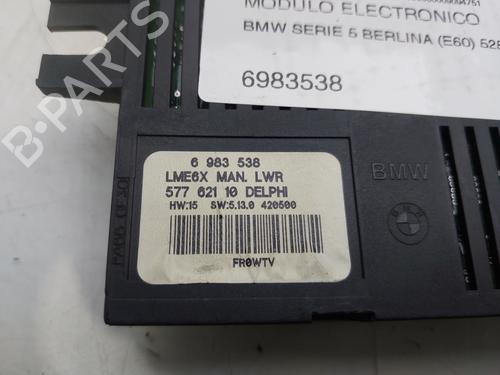 MODULO ELECTRONICO
BMW SERIE 5 BERLINA (E60)
6983538
6 983 538
LME6X MAN. LWR
577 621 10 DELPHI
HW:15 SW:5.13.0 420500
FR0WTV
BMW
B-PARTS